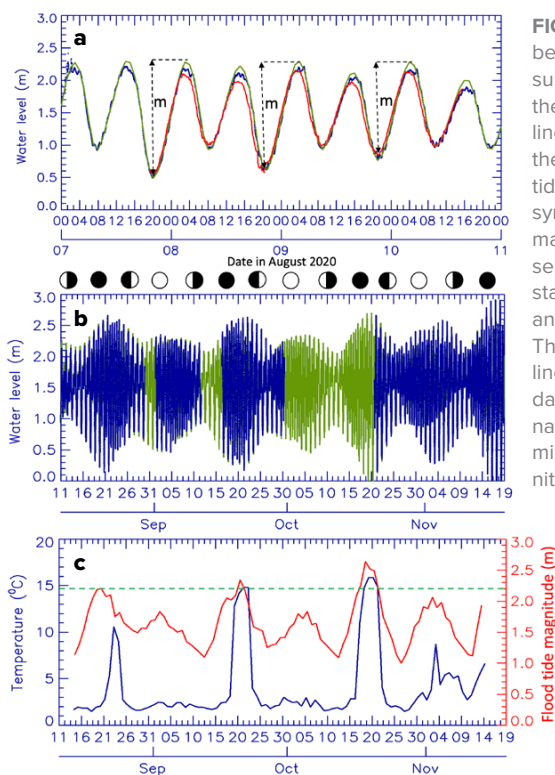 a
3.0
2.5
2.0
1.5
1.0
0.5
0.0
Water level (m)
m
m
m
00 04 08 12 16 20 00 04 08 12 16 20 00 04 08 12 16 20 00 04 08 12 16 20 00
07 08 09 10 11
Date in August 2020
b
3.0
2.5
2.0
1.5
1.0
0.5
0.0
Water level (m)
11 16 21 26 31 05 10 15 20 25 30 05 10 15 20 25 30 04 09 14 19
Sep Oct Nov
c
20
15
10
5
0
Temperature (⁰C)
3.0
2.5
2.0
1.5
1.0
0.5
0.0
Flood tide magnitude (m)
11 16 21 26 31 05 10 15 20 25 30 05 10 15 20 25 30 04 09 14 19
Sep Oct Nov
FIG
be
su
the
line
the
tid
syr
ma
se
sta
an
Th
line
da
na
mi
nit